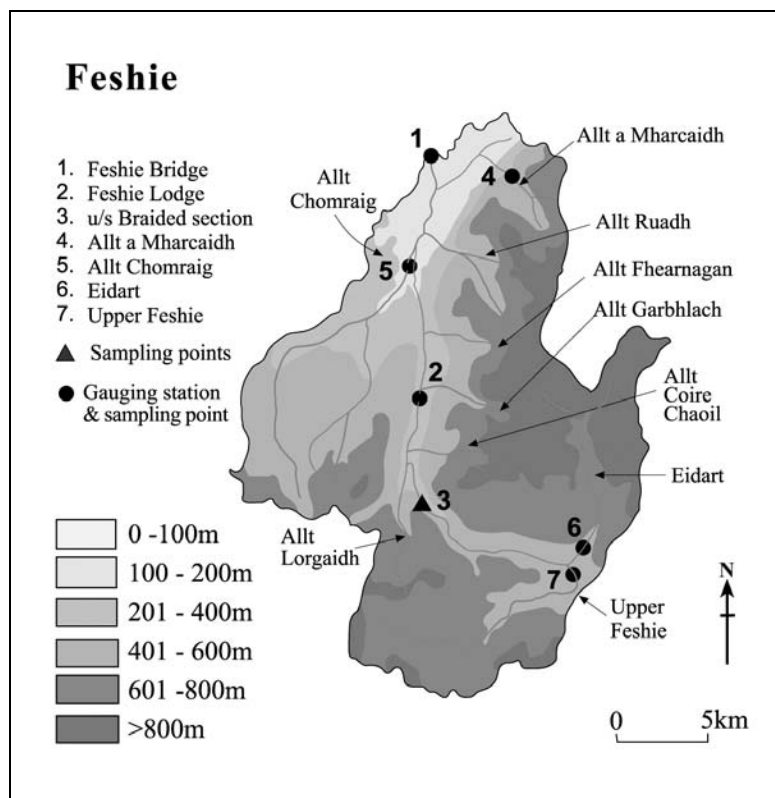 Feshie
1. Feshie Bridge
2. Feshie Lodge
3. u/s Braided section
4. Allt a Mharcaidh
5. Allt Chomraig
6. Eidart
7. Upper Feshie
Sampling points
Gauging station
& sampling point
0 -100m
100 - 200m
201 - 400m
401 - 600m
601 -800m
>800m
1
Allt a Mharcaidh
4
Allt
Chomraig
Allt Ruadh
5
Allt Fhearnagan
Allt Garbhlach
2
Allt
Coire
Chaoil
Eidart
3
Allt
Lorgaidh
6
7
Upper
Feshie
N
0 5km